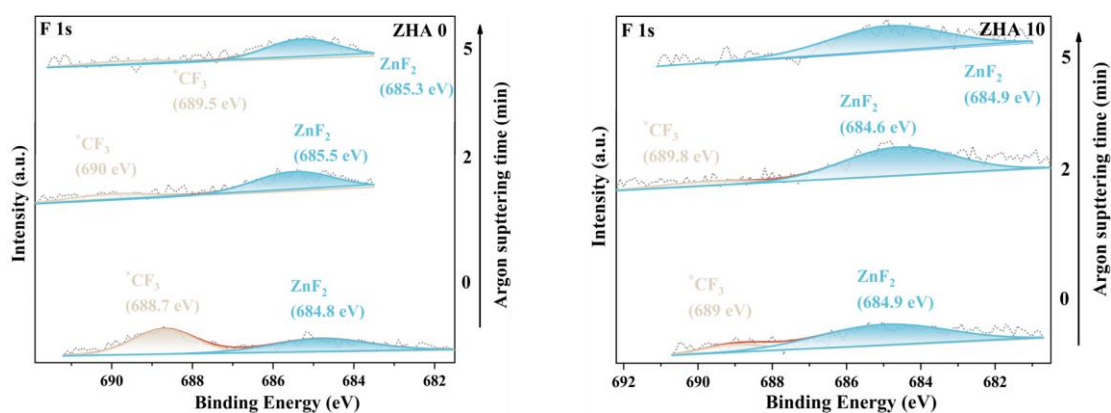 F 1s
ZHA 0
5
*CF3
(689.5 eV)
ZnF2
(685.3 eV)
*CF3
(690 eV)
ZnF2
(685.5 eV)
2
*CF3
(688.7 eV)
ZnF2
(684.8 eV)
0
Intensity (a.u.)
Argon supttering time (min)
690
688
686
684
682
Binding Energy (eV)
F 1s
ZHA 10
5
ZnF2
(684.9 eV)
*CF3
(689.8 eV)
ZnF2
(684.6 eV)
2
*CF3
(689 eV)
ZnF2
(684.9 eV)
0
Intensity (a.u.)
Argon suptterring time (min)
692
690
688
686
684
682
Binding Energy (eV)